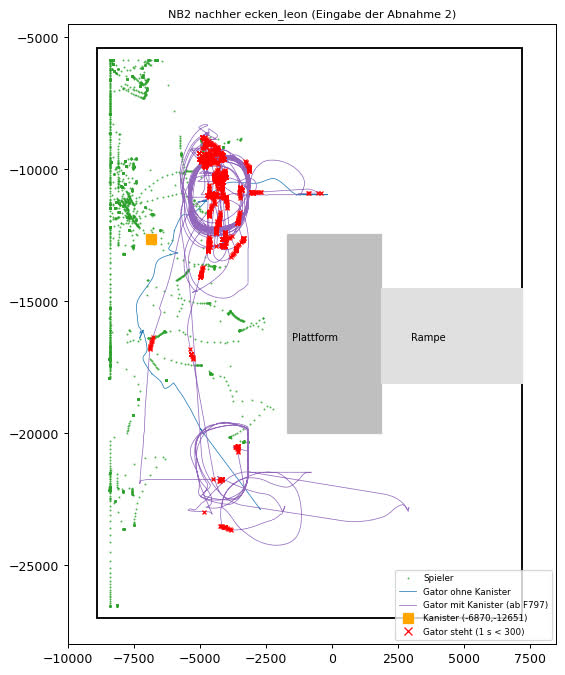 NB2 nachher ecken_leon (Eingabe der Abnahme 2)
−5000
−10000
−15000
−20000
−25000
Plattform
Rampe
Spieler
Gator ohne Kanister
Gator mit Kanister (ab F797)
Kanister (-6870,-12651)
Gator steht (1 s < 300)
−10000 −7500 −5000 −2500 0 2500 5000 7500